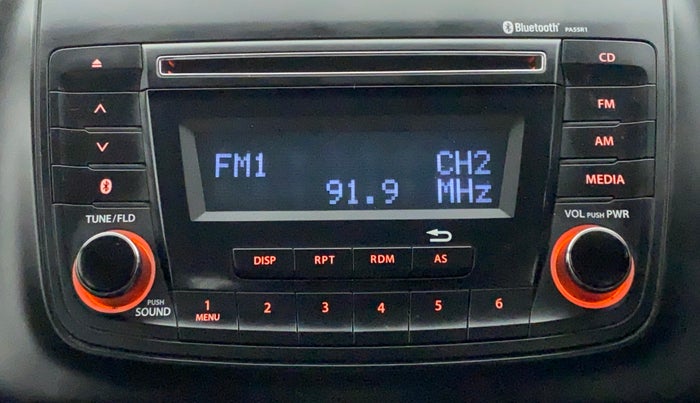 Bluetooth® PA5SR1
CD
FM
FM1 CH2
AM
91.9 MHz
MEDIA
TUNE/FLD
VOL PUSH PWR
DISP RPT RDM AS
PUSH
SOUND
1 2 3 4 5 6
MENU